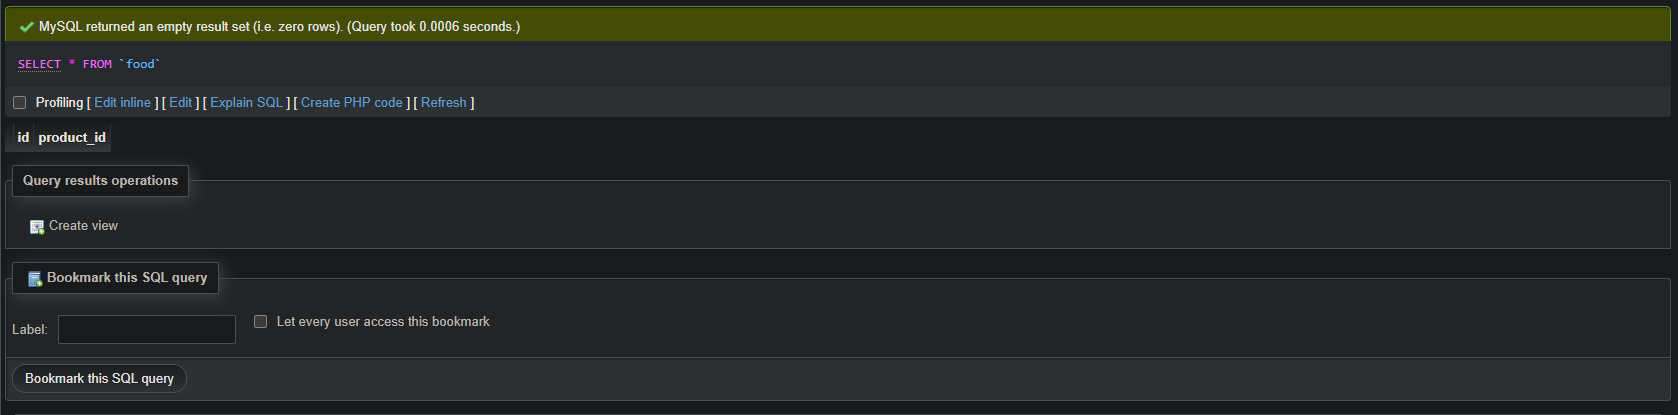 MySQL returned an empty result set (i.e. zero rows). (Query took 0.0006 seconds.)
SELECT * FROM `food`
Profiling [ Edit inline ] [ Edit ] [ Explain SQL ] [ Create PHP code ] [ Refresh ]
id product_id
Query results operations
Create view
Bookmark this SQL query
Label: Let every user access this bookmark
Bookmark this SQL query